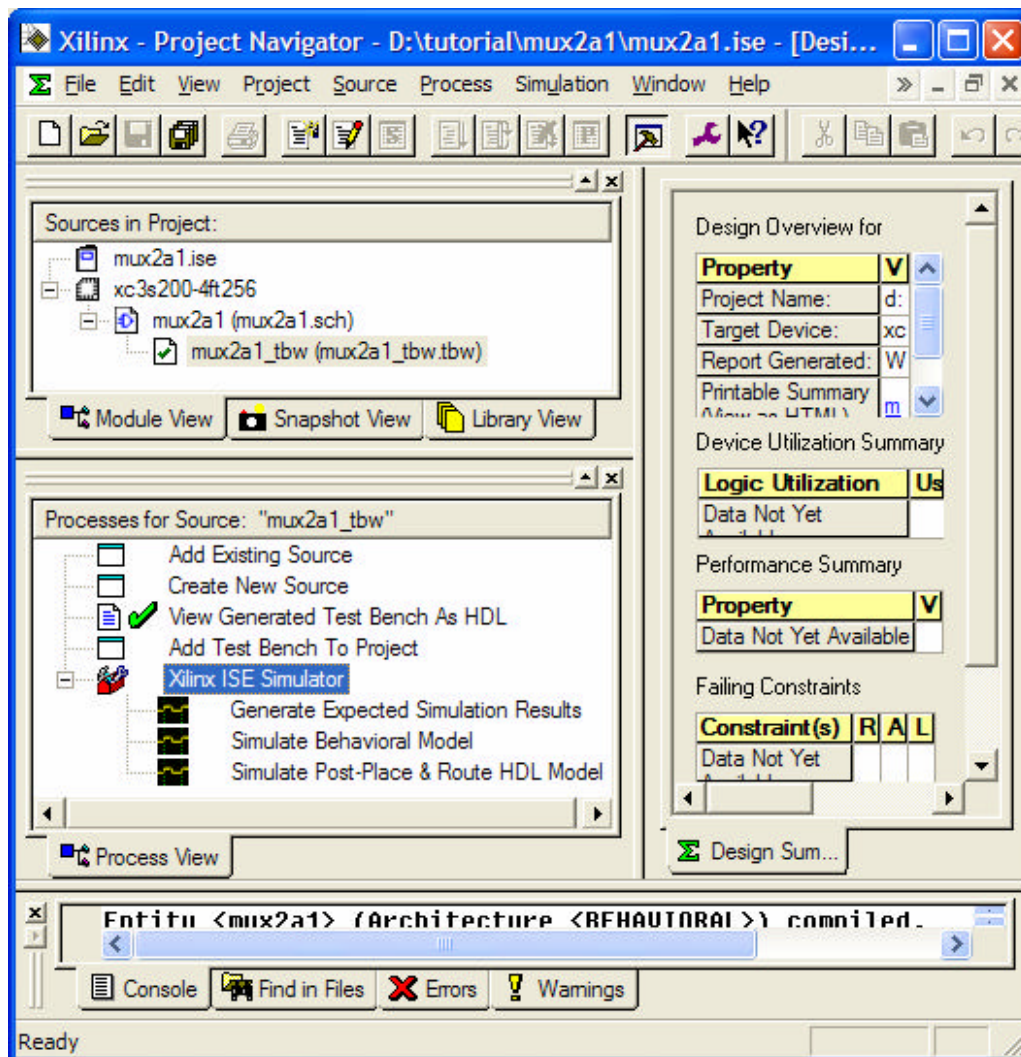 Xilinx - Project Navigator - D:\tutorial\mux2a1\mux2a1.ise - [Desi...
File Edit View Project Source Process Simulation Window Help
Sources in Project:
mux2a1.ise
xc3s200-4ft256
mux2a1 (mux2a1.sch)
mux2a1_tbw (mux2a1_tbw.tbw)
Module View Snapshot View Library View
Processes for Source: "mux2a1_tbw"
Add Existing Source
Create New Source
View Generated Test Bench As HDL
Add Test Bench To Project
Xilinx ISE Simulator
Generate Expected Simulation Results
Simulate Behavioral Model
Simulate Post-Place & Route HDL Model
Process View
Design Overview for
Property V
Project Name: d:
Target Device: xc
Report Generated: W
Printable Summary
(View as HTML) m
Device Utilization Summary
Logic Utilization Us
Data Not Yet
Performance Summary
Property V
Data Not Yet Available
Failing Constraints
Constraint(s) R A L
Data Not Yet
Design Sum...
Entity <mux2a1> (Architecture <BEHAVIORAL>) compiled.
Console Find in Files Errors Warnings
Ready